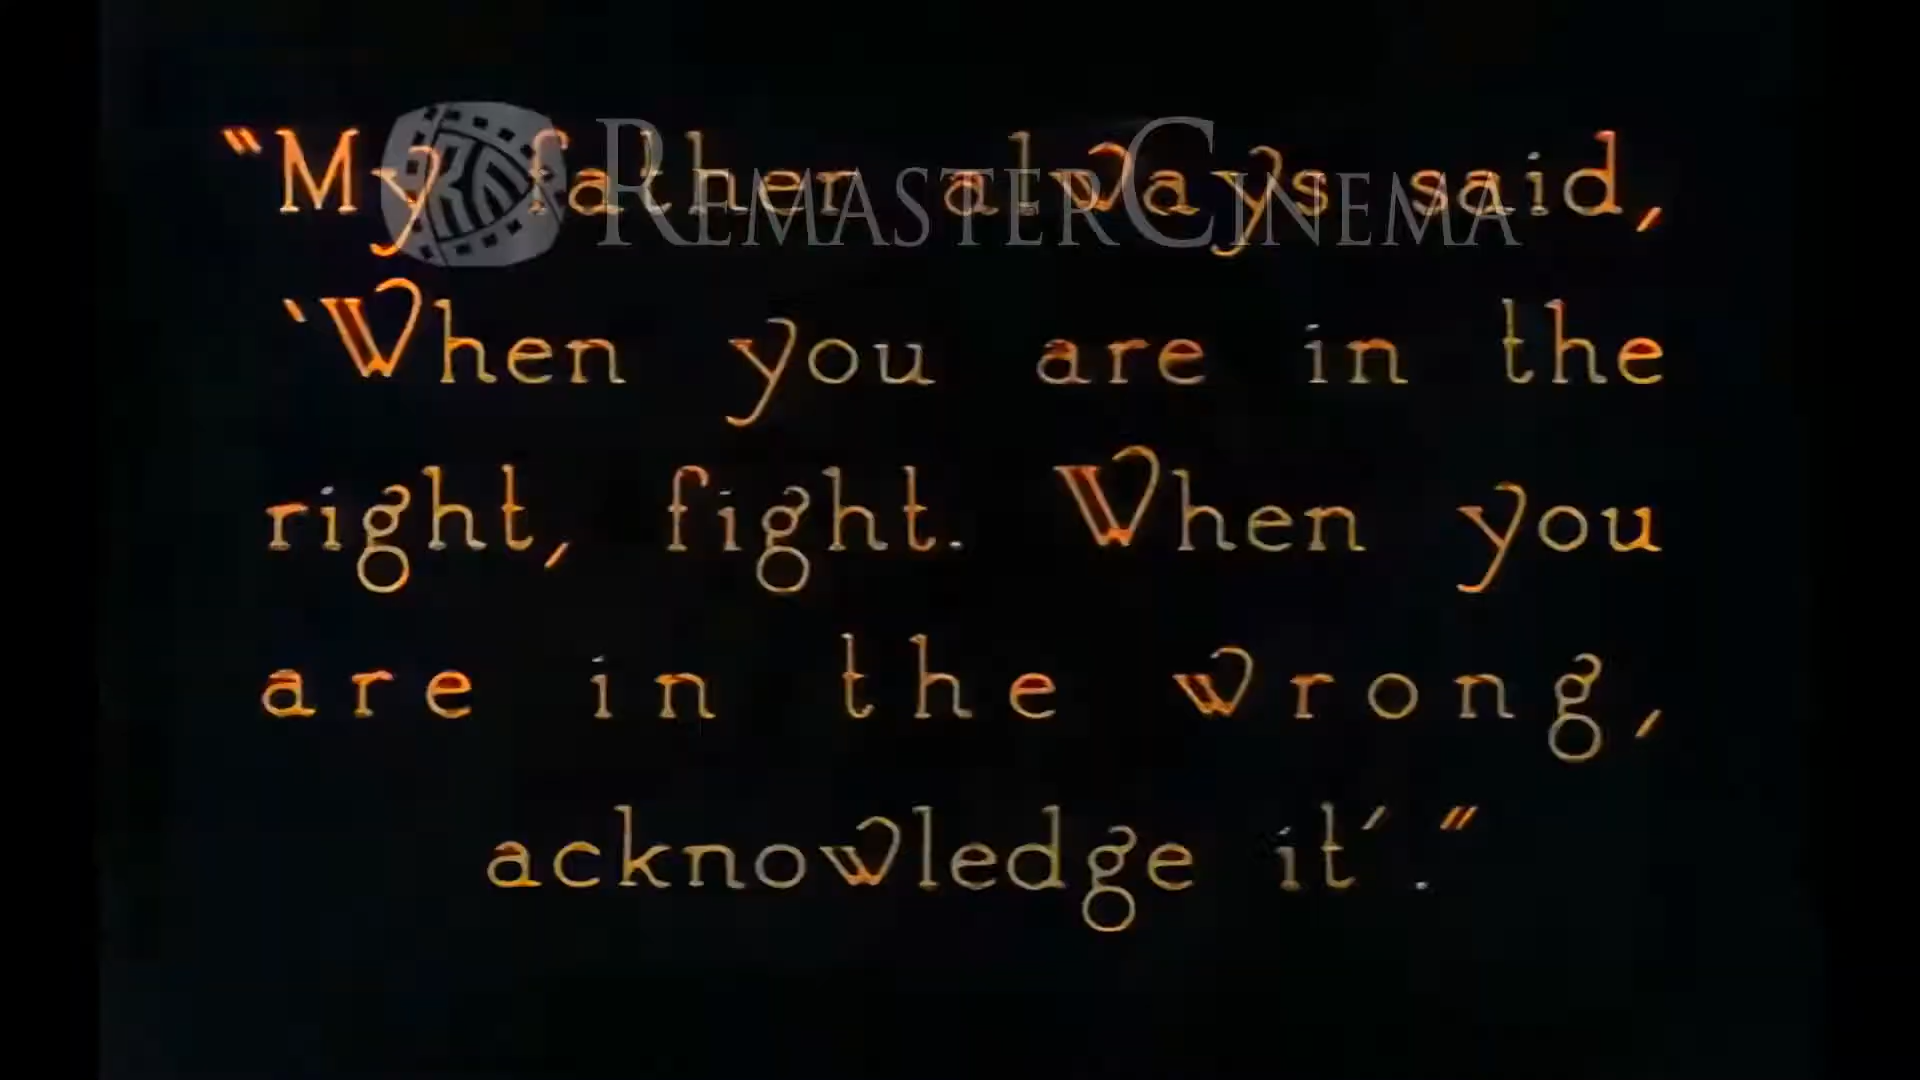 "My father always said,
REMASTERCINEMA
'When you are in the
right, fight. When you
are in the wrong,
acknowledge it'."